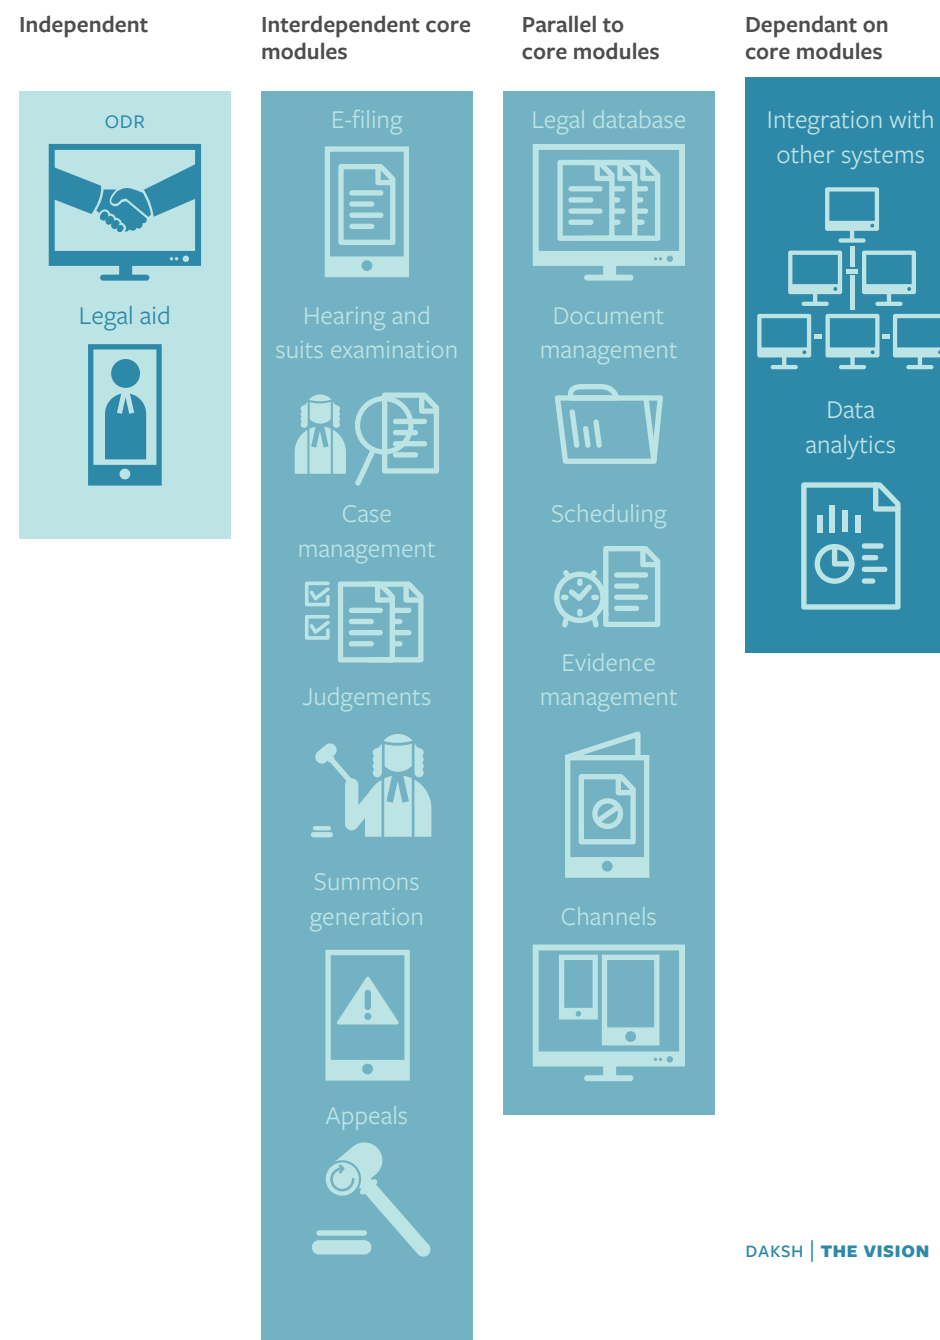 Independent
ODR
Legal aid
Interdependent core
modules
E-filing
Hearing and
suits examination
Case
management
Judgements
Summons
generation
Appeals
Parallel to
core modules
Legal database
Document
management
Scheduling
Evidence
management
Channels
Dependant on
core modules
Integration with
other systems
Data
analytics
DAKSH | THE VISION